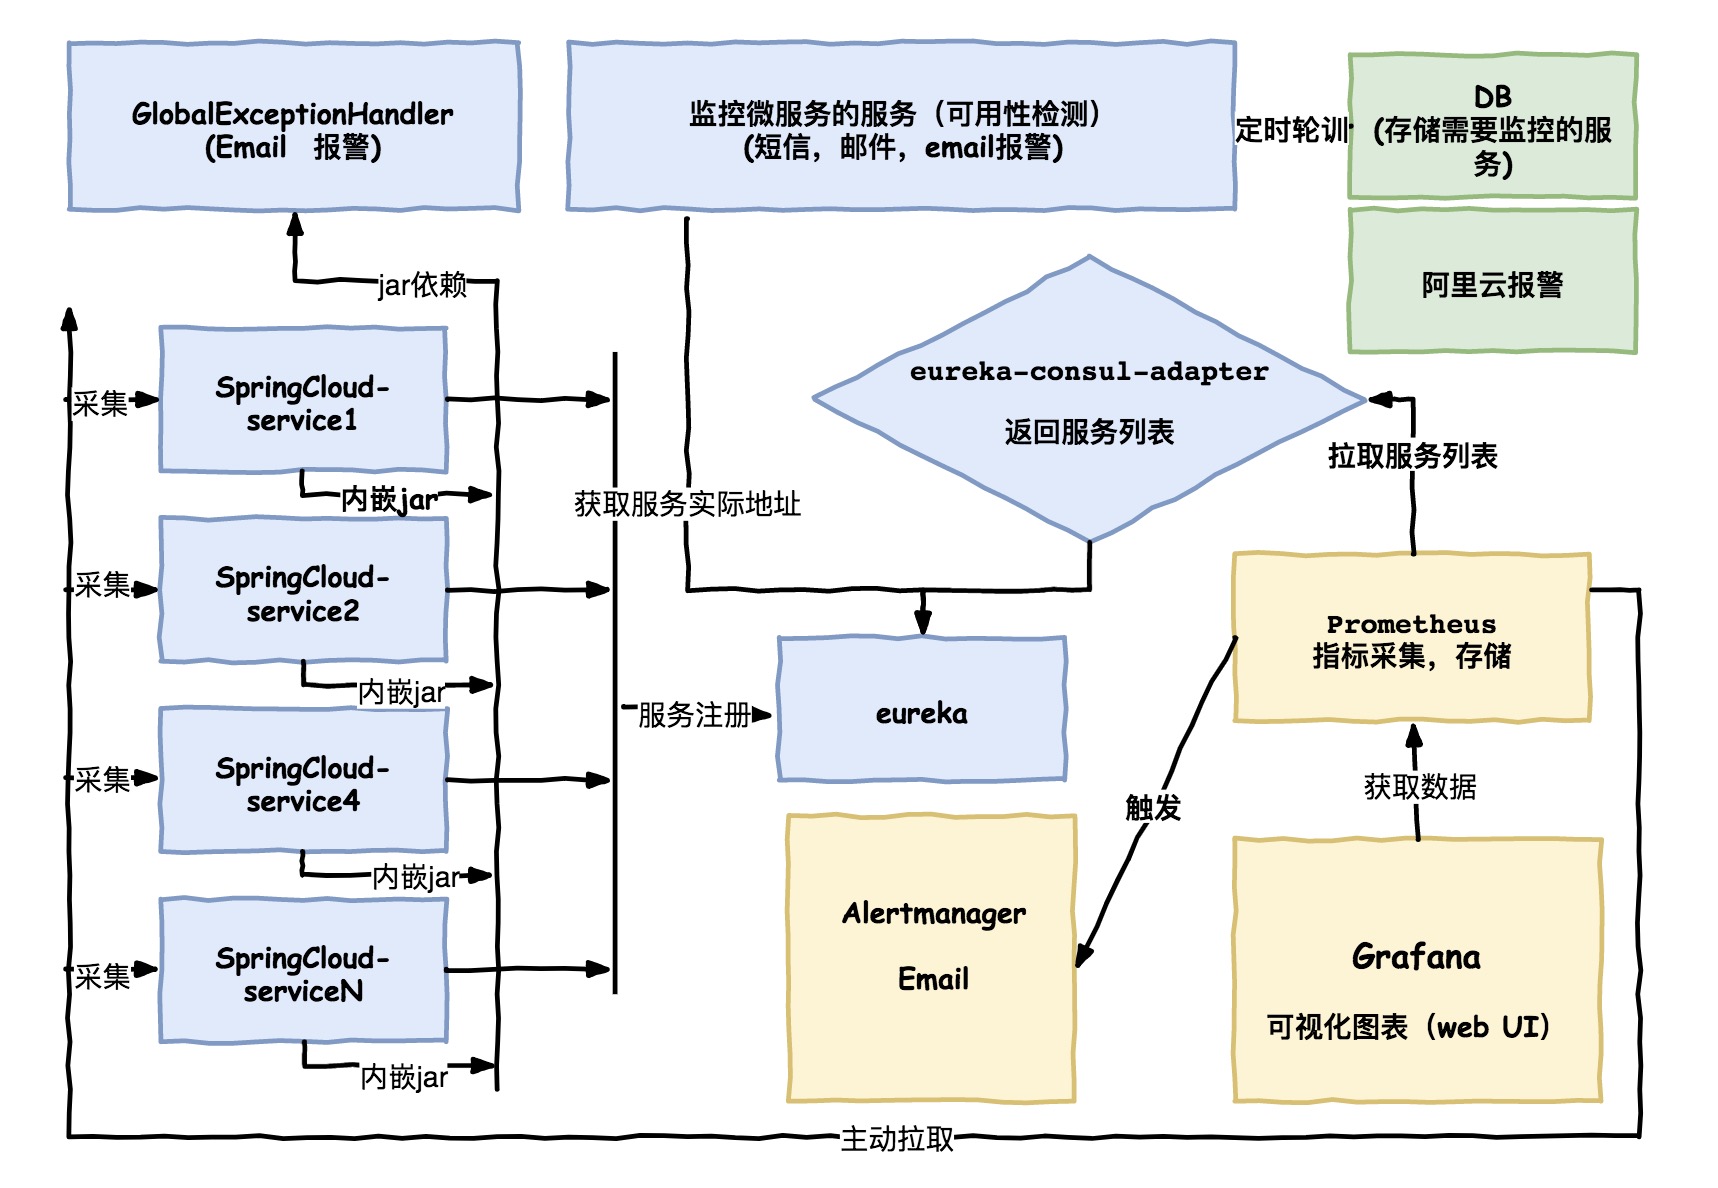 GlobalExceptionHandler
(Email 报警)
监控微服务的服务（可用性检测）
(短信，邮件，email报警)
定时轮训
DB
(存储需要监控的服
务)
阿里云报警
jar依赖
采集
SpringCloud-
service1
内嵌jar
采集
SpringCloud-
service2
内嵌jar
采集
SpringCloud-
service4
内嵌jar
采集
SpringCloud-
serviceN
内嵌jar
获取服务实际地址
服务注册
eureka-consul-adapter
返回服务列表
拉取服务列表
eureka
Prometheus
指标采集，存储
触发
获取数据
Alertmanager
Email
Grafana
可视化图表（web UI）
主动拉取